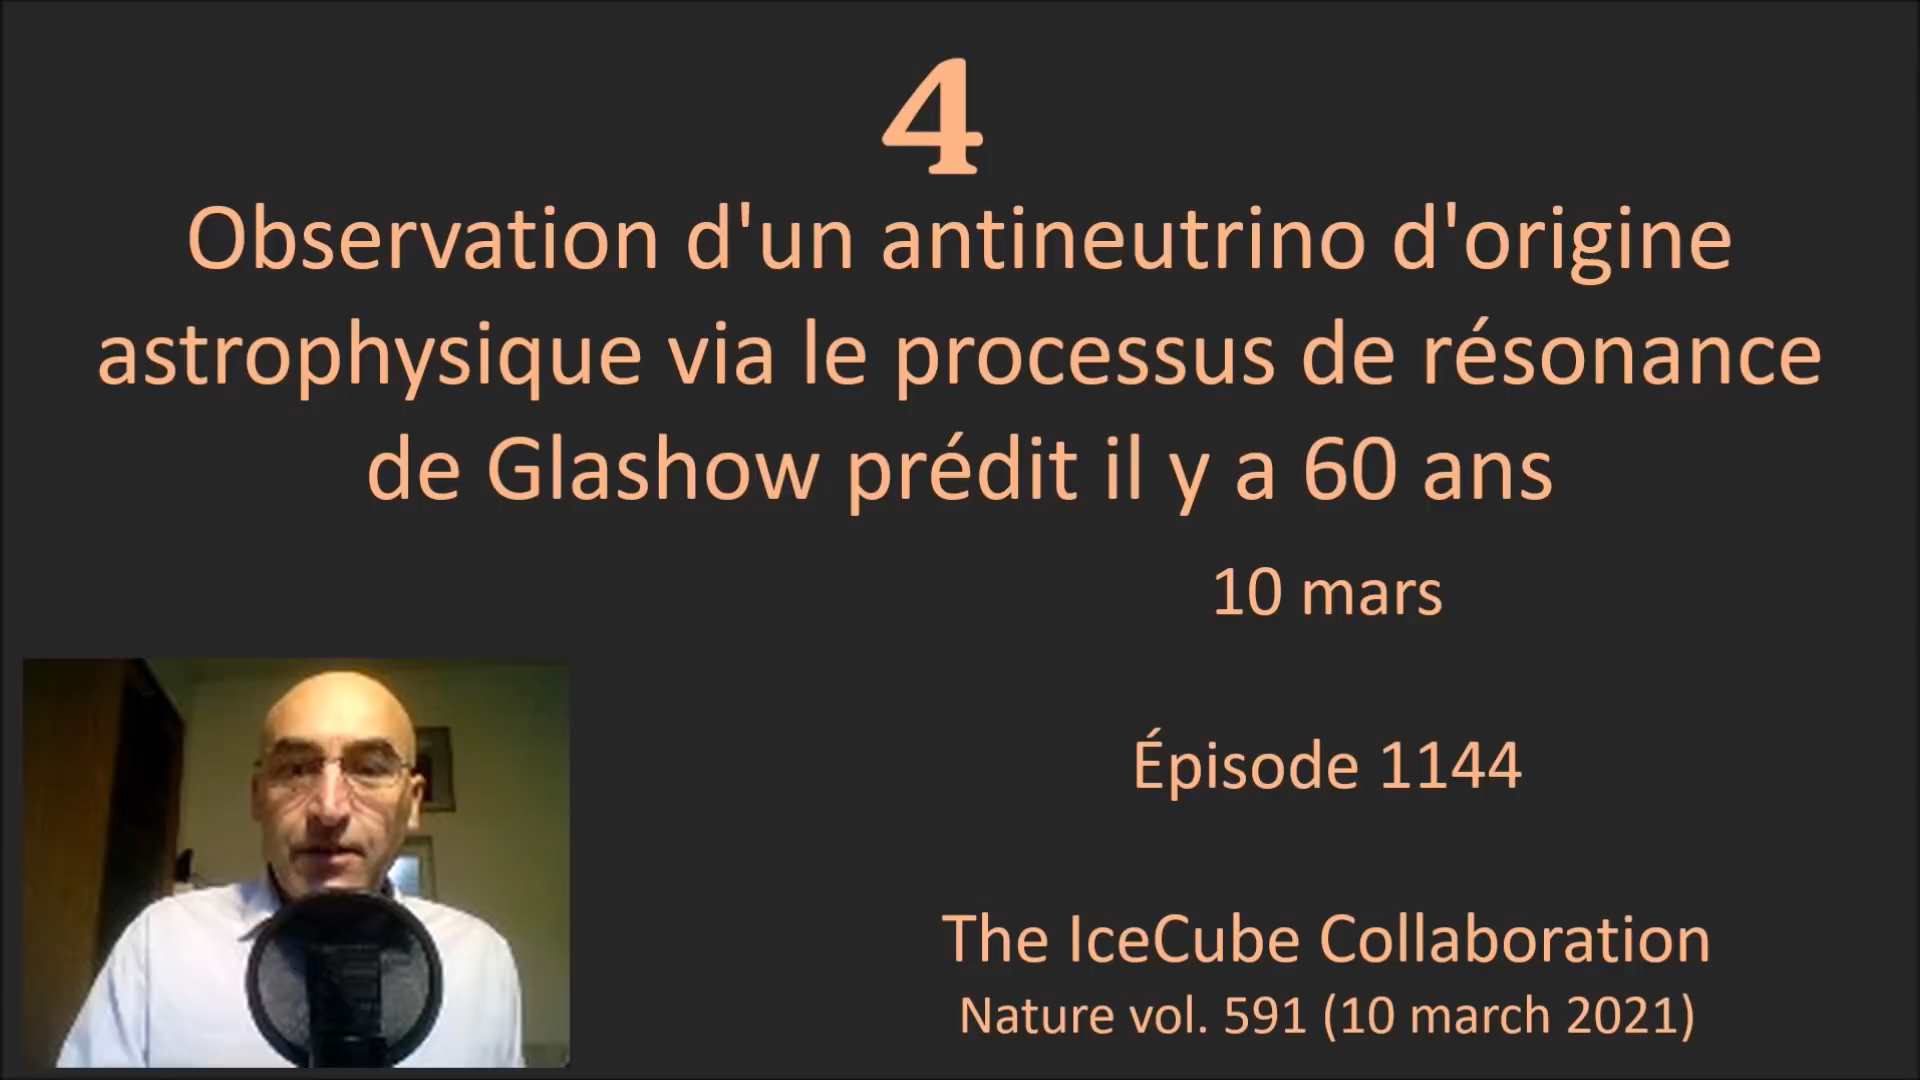 4
Observation d'un antineutrino d'origine
astrophysique via le processus de résonance
de Glashow prédit il y a 60 ans
10 mars
Épisode 1144
The IceCube Collaboration
Nature vol. 591 (10 march 2021)